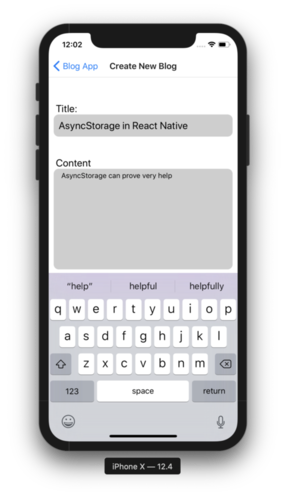 12:02
Blog App
Create New Blog
Title:
AsyncStorage in React Native
Content
AsyncStorage can prove very help
“help” helpful helpfully
q w e r t y u i o p
a s d f g h j k l
z x c v b n m
123 space return
iPhone X — 12.4